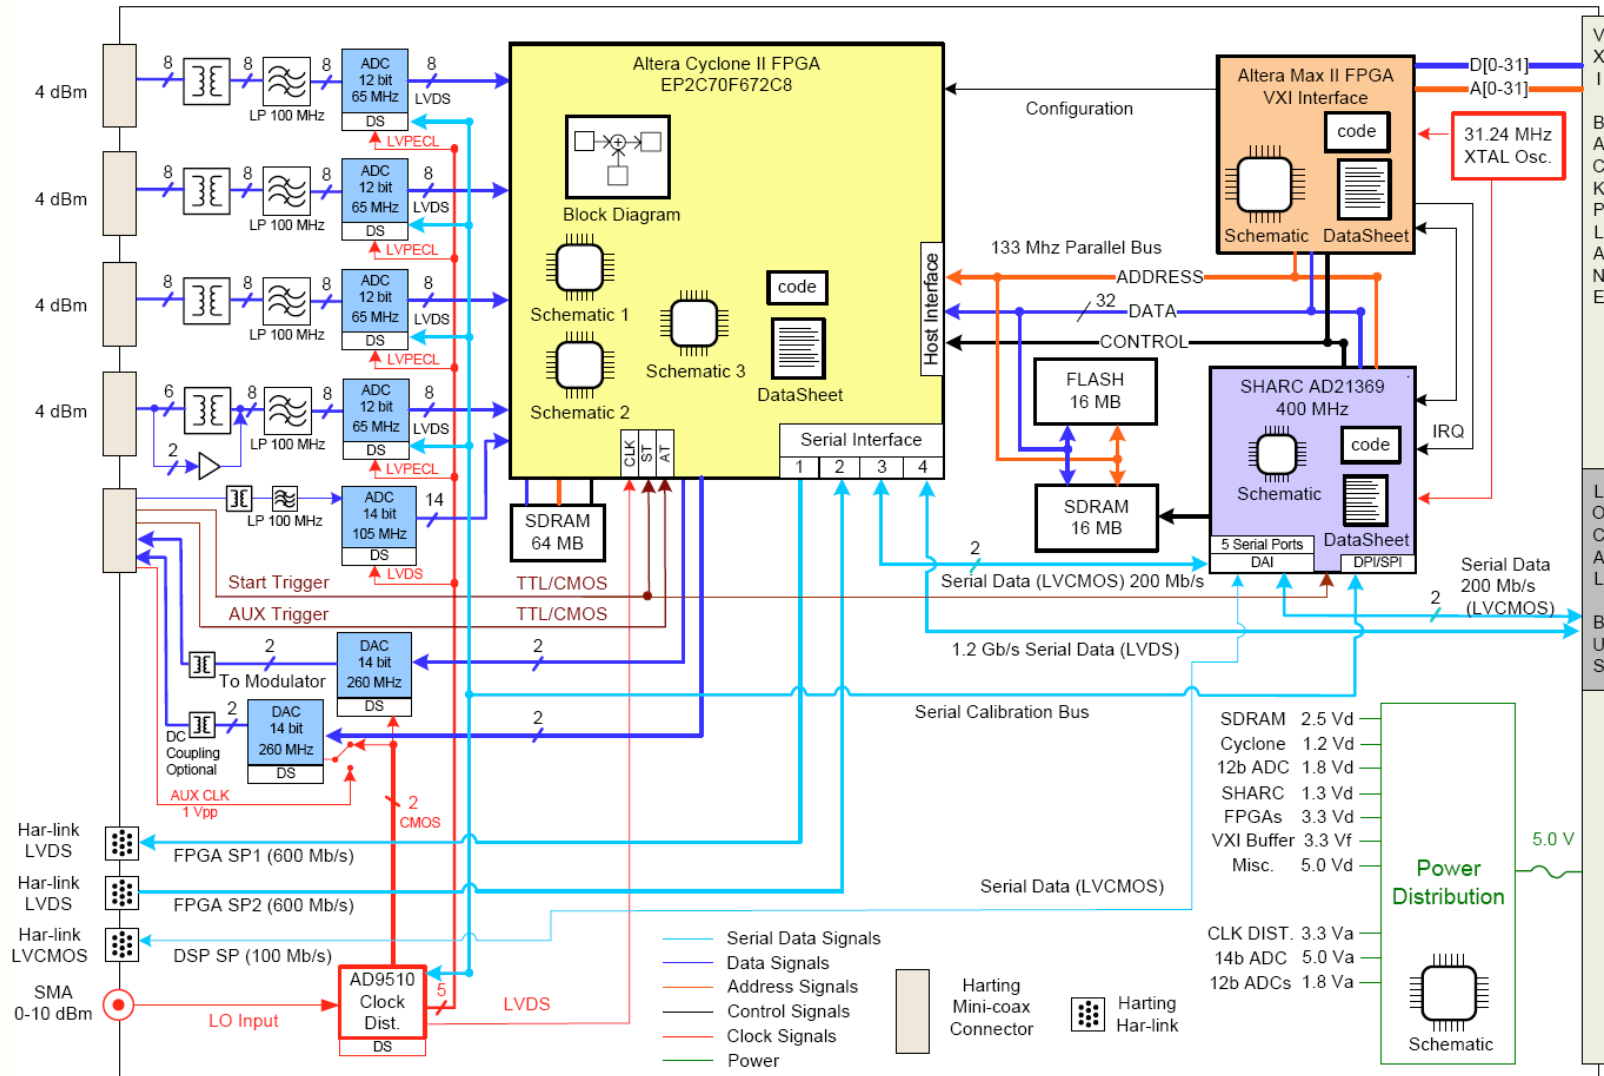 4 dBm
8
8
8
ADC
12 bit
65 MHz
DS
8
LVDS
LP 100 MHz
LVPECL
4 dBm
8
8
8
ADC
12 bit
65 MHz
DS
8
LVDS
LP 100 MHz
LVPECL
4 dBm
8
8
8
ADC
12 bit
65 MHz
DS
8
LVDS
LP 100 MHz
LVPECL
4 dBm
6
8
8
2
ADC
12 bit
65 MHz
DS
8
LVDS
LP 100 MHz
LVPECL
LP 100 MHz
ADC
14 bit
105 MHz
DS
14
LVDS
Start Trigger
TTL/CMOS
AUX Trigger
TTL/CMOS
2
To Modulator
DAC
14 bit
260 MHz
DS
2
DC
Coupling
Optional
2
DAC
14 bit
260 MHz
DS
2
AUX CLK
1 Vpp
2
CMOS
Altera Cyclone II FPGA
EP2C70F672C8
Block Diagram
Schematic 1
Schematic 2
Schematic 3
code
DataSheet
Host Interface
CLK
ST
AT
Serial Interface
1
2
3
4
SDRAM
64 MB
Configuration
Altera Max II FPGA
VXI Interface
code
Schematic
DataSheet
D[0-31]
A[0-31]
31.24 MHz
XTAL Osc.
VXI BACKPLANE
LOCAL BUS
133 Mhz Parallel Bus
ADDRESS
32
DATA
CONTROL
FLASH
16 MB
SDRAM
16 MB
SHARC AD21369
400 MHz
code
Schematic
DataSheet
5 Serial Ports
DAI
DPI/SPI
IRQ
2
Serial Data (LVCMOS) 200 Mb/s
Serial Data
200 Mb/s
(LVCMOS)
2
1.2 Gb/s Serial Data (LVDS)
Serial Calibration Bus
Serial Data (LVCMOS)
Har-link
LVDS
FPGA SP1 (600 Mb/s)
Har-link
LVDS
FPGA SP2 (600 Mb/s)
Har-link
LVCMOS
DSP SP (100 Mb/s)
SMA
0-10 dBm
LO Input
AD9510
Clock
Dist.
DS
5
LVDS
Serial Data Signals
Data Signals
Address Signals
Control Signals
Clock Signals
Power
Harting
Mini-coax
Connector
Harting
Har-link
SDRAM 2.5 Vd
Cyclone 1.2 Vd
12b ADC 1.8 Vd
SHARC 1.3 Vd
FPGAs 3.3 Vd
VXI Buffer 3.3 Vf
Misc. 5.0 Vd
CLK DIST. 3.3 Va
14b ADC 5.0 Va
12b ADCs 1.8 Va
Power
Distribution
Schematic
5.0 V